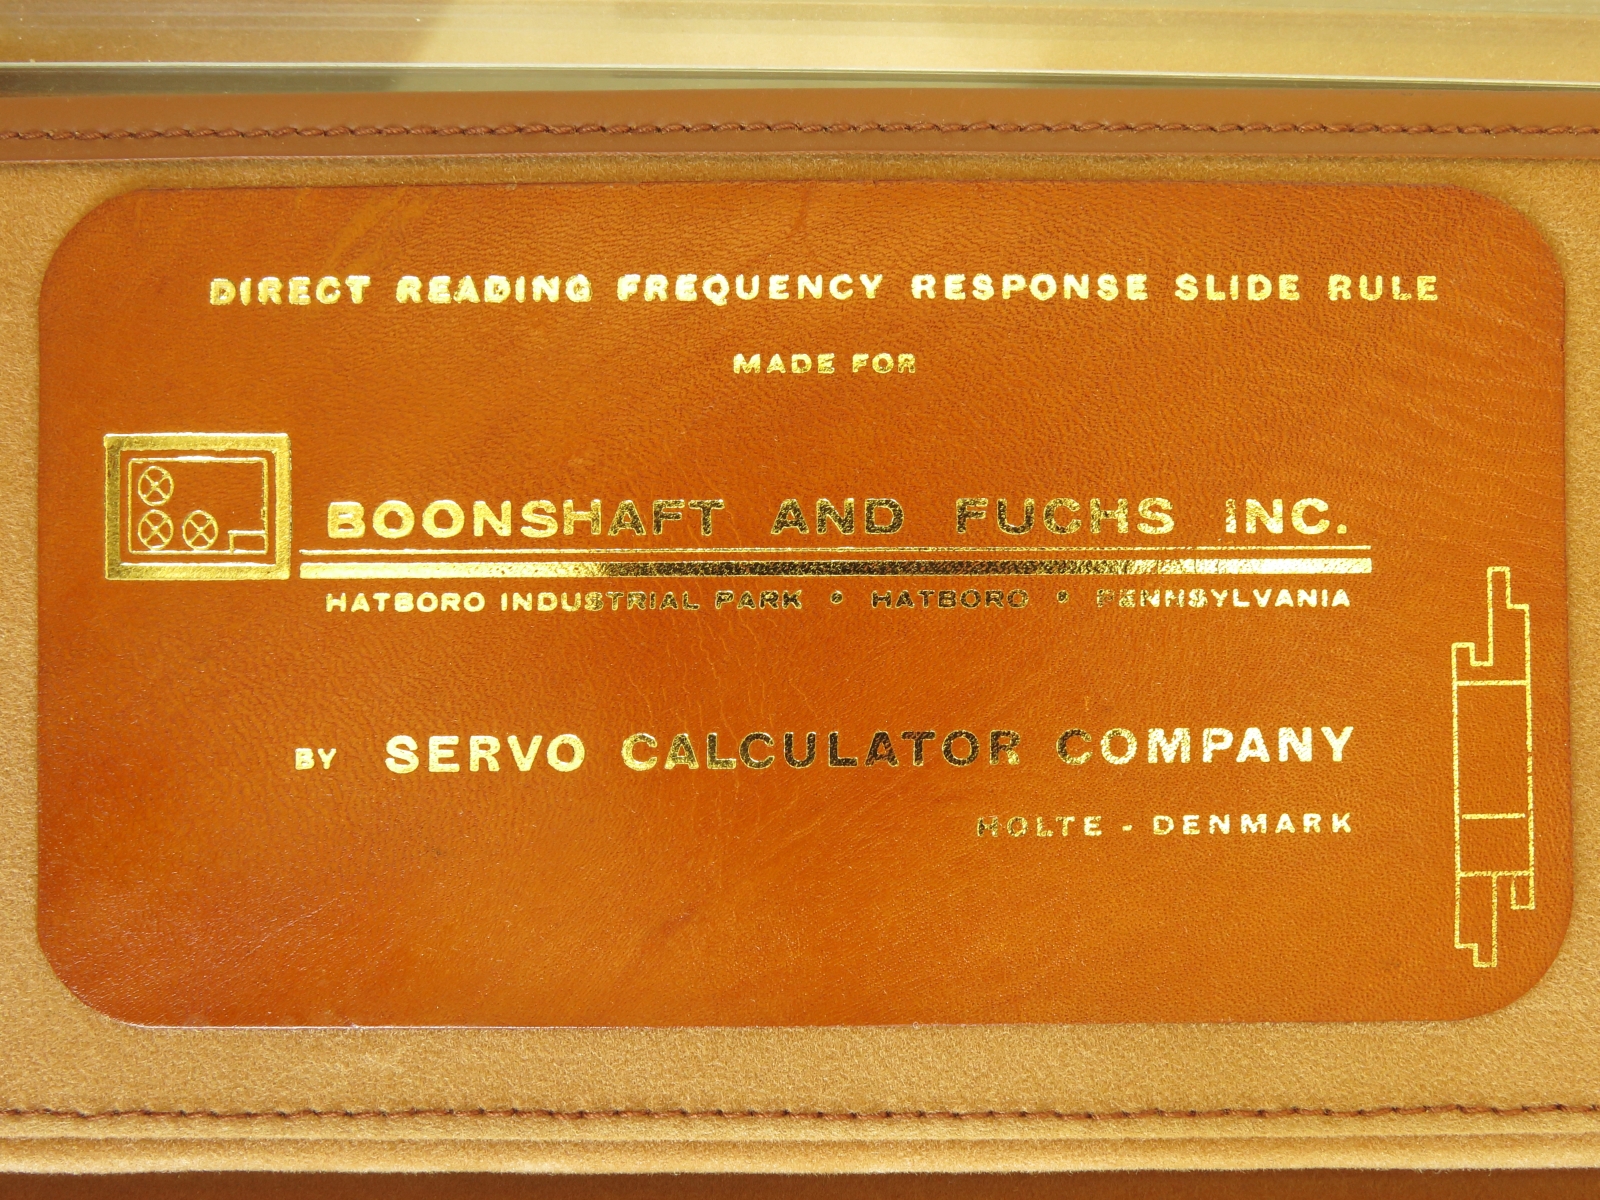 DIRECT READING FREQUENCY RESPONSE SLIDE RULE
MADE FOR
BOONSHAFT AND FUCHS INC.
HATBORO INDUSTRIAL PARK • HATBORO • PENNSYLVANIA
BY SERVO CALCULATOR COMPANY
HOLTE - DENMARK